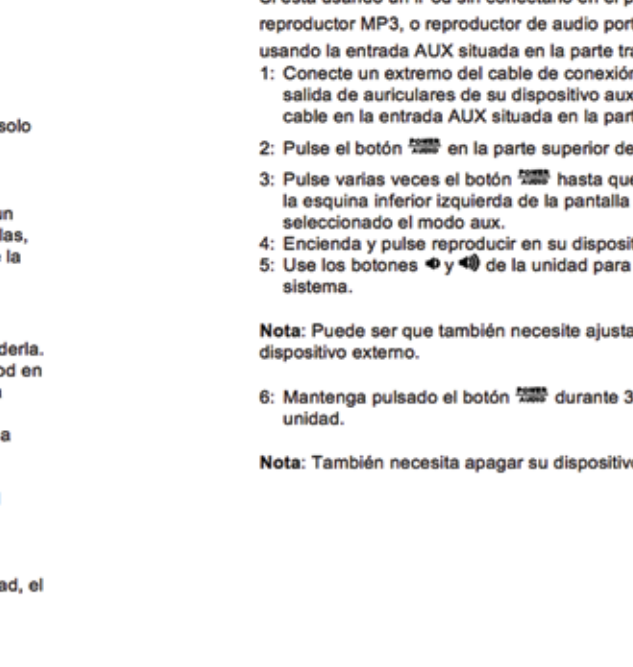 solo
un
las,
la
derla.
od en
a
ad, el
reproductor MP3, o reproductor de audio port
usando la entrada AUX situada en la parte tra
1: Conecte un extremo del cable de conexión
salida de auriculares de su dispositivo aux
cable en la entrada AUX situada en la part
2: Pulse el botón POWER AUDIO en la parte superior de
3: Pulse varias veces el botón POWER AUDIO hasta que
la esquina inferior izquierda de la pantalla
seleccionado el modo aux.
4: Encienda y pulse reproducir en su disposit
5: Use los botones y de la unidad para
sistema.
Nota: Puede ser que también necesite ajusta
dispositivo externo.
6: Mantenga pulsado el botón POWER AUDIO durante 3
unidad.
Nota: También necesita apagar su dispositivo